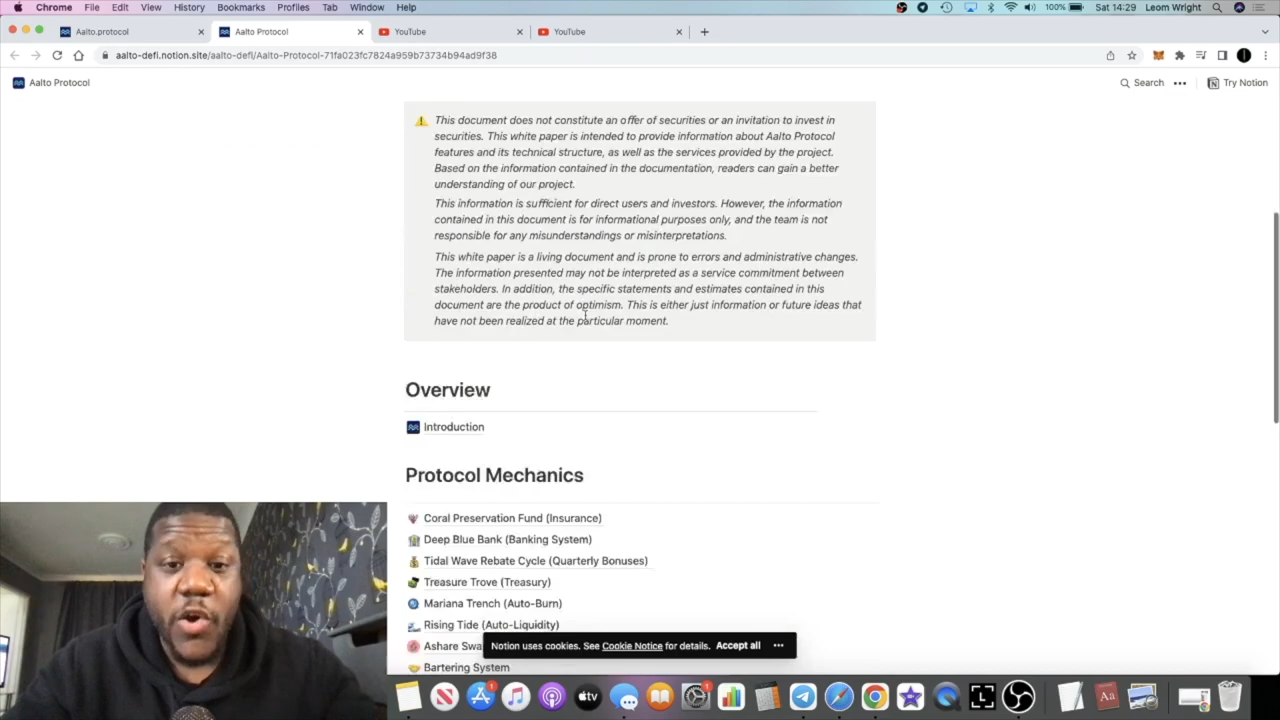 Chrome File Edit View History Bookmarks Profiles Tab Window Help 100% Sat 14:29 Leom Wright
Aalto.protocol Aalto Protocol YouTube YouTube
aalto-defi.notion.site/aalto-defi/Aalto-Protocol-71fa023fc7824a959b73734b94ad9f38
Aalto Protocol Search Try Notion
This document does not constitute an offer of securities or an invitation to invest in
securities. This white paper is intended to provide information about Aalto Protocol
features and its technical structure, as well as the services provided by the project.
Based on the information contained in the documentation, readers can gain a better
understanding of our project.
This information is sufficient for direct users and investors. However, the information
contained in this document is for informational purposes only, and the team is not
responsible for any misunderstandings or misinterpretations.
This white paper is a living document and is prone to errors and administrative changes.
The information presented may not be interpreted as a service commitment between
stakeholders. In addition, the specific statements and estimates contained in this
document are the product of optimism. This is either just information or future ideas that
have not been realized at the particular moment.
Overview
Introduction
Protocol Mechanics
Coral Preservation Fund (Insurance)
Deep Blue Bank (Banking System)
Tidal Wave Rebate Cycle (Quarterly Bonuses)
Treasure Trove (Treasury)
Mariana Trench (Auto-Burn)
Rising Tide (Auto-Liquidity)
Ashare Swa
Notion uses cookies. See Cookie Notice for details. Accept all
Bartering System